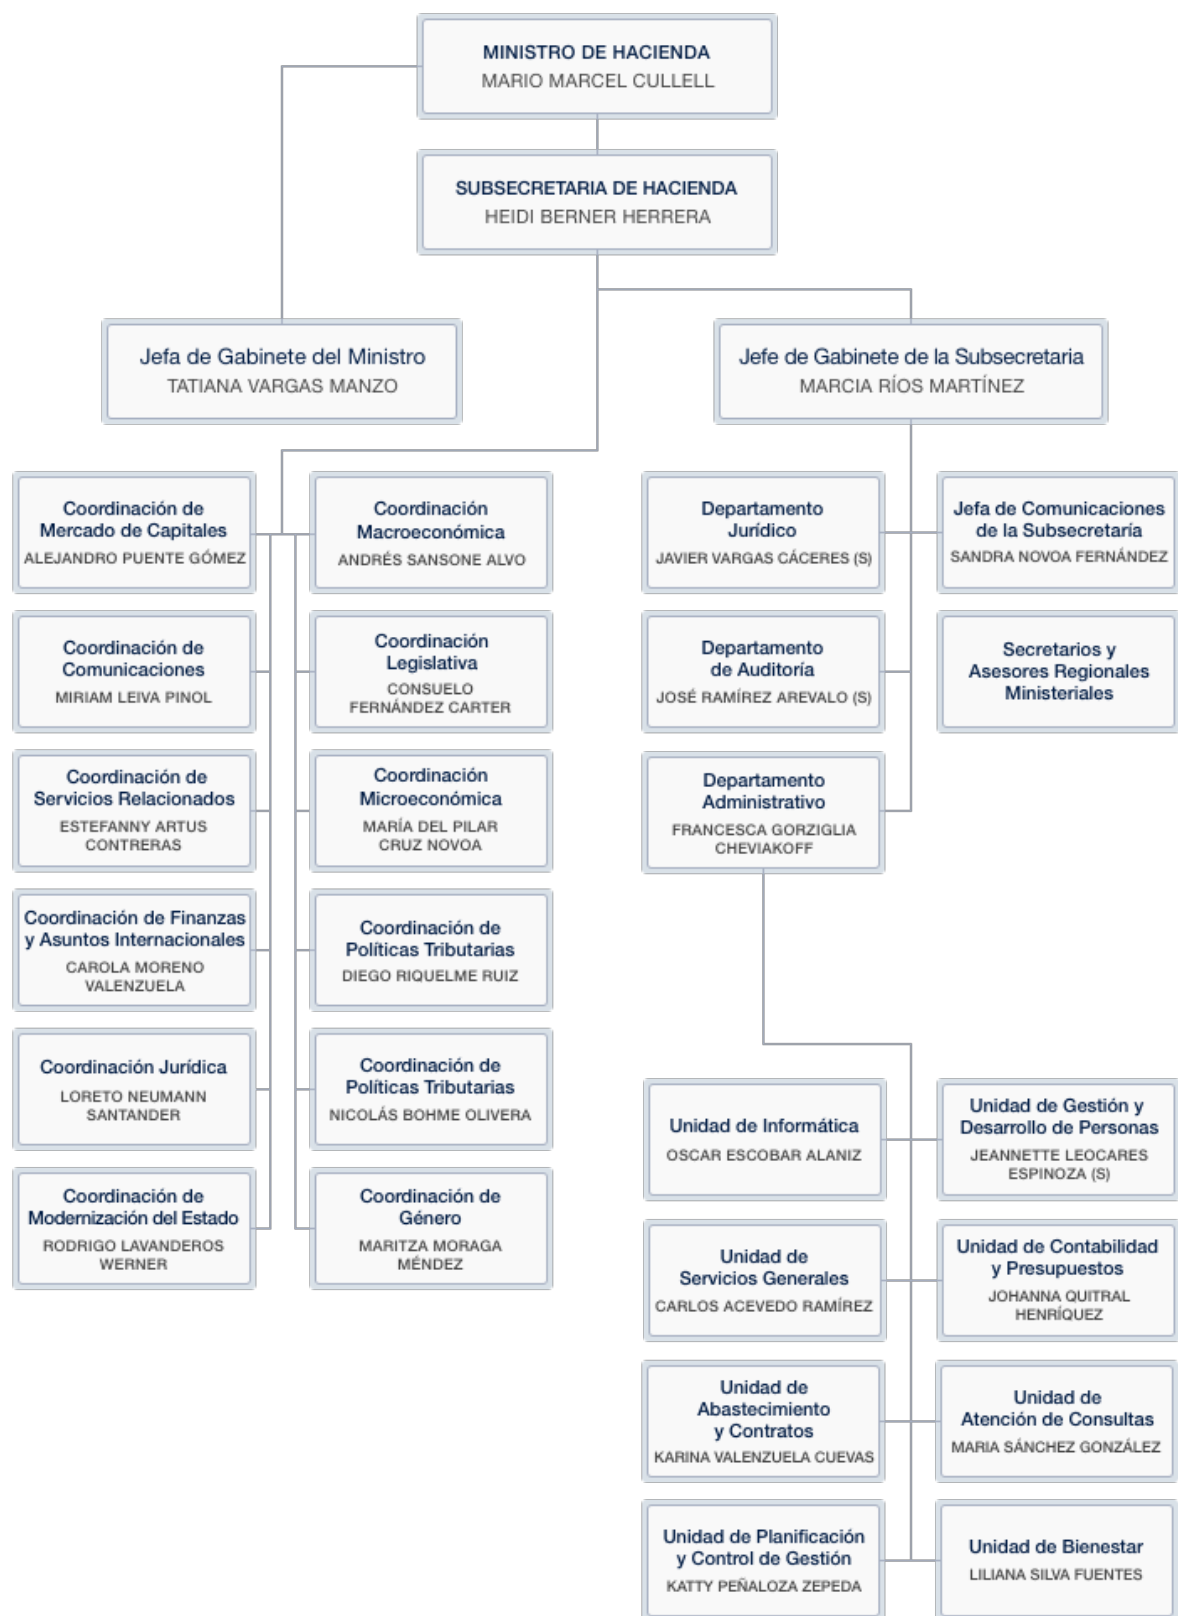 MINISTRO DE HACIENDA
MARIO MARCEL CULLELL
SUBSECRETARIA DE HACIENDA
HEIDI BERNER HERRERA
Jefa de Gabinete del Ministro
TATIANA VARGAS MANZO
Jefe de Gabinete de la Subsecretaria
MARCIA RÍOS MARTÍNEZ
Coordinación de
Mercado de Capitales
ALEJANDRO PUENTE GÓMEZ
Coordinación
Macroeconómica
ANDRÉS SANSONE ALVO
Coordinación de
Comunicaciones
MIRIAM LEIVA PINOL
Coordinación
Legislativa
CONSUELO
FERNÁNDEZ CARTER
Coordinación de
Servicios Relacionados
ESTEFANNY ARTUS
CONTRERAS
Coordinación
Microeconómica
MARÍA DEL PILAR
CRUZ NOVOA
Coordinación de Finanzas
y Asuntos Internacionales
CAROLA MORENO
VALENZUELA
Coordinación de
Políticas Tributarias
DIEGO RIQUELME RUIZ
Coordinación Jurídica
LORETO NEUMANN
SANTANDER
Coordinación de
Políticas Tributarias
NICOLÁS BOHME OLIVERA
Coordinación de
Modernización del Estado
RODRIGO LAVANDEROS
WERNER
Coordinación de
Género
MARITZA MORAGA
MÉNDEZ
Departamento
Jurídico
JAVIER VARGAS CÁCERES (S)
Jefa de Comunicaciones
de la Subsecretaría
SANDRA NOVOA FERNÁNDEZ
Departamento
de Auditoría
JOSÉ RAMÍREZ AREVALO (S)
Secretarios y
Asesores Regionales
Ministeriales
Departamento
Administrativo
FRANCESCA GORZIGLIA
CHEVIAKOFF
Unidad de Informática
OSCAR ESCOBAR ALANIZ
Unidad de Gestión y
Desarrollo de Personas
JEANNETTE LEOCARES
ESPINOZA (S)
Unidad de
Servicios Generales
CARLOS ACEVEDO RAMÍREZ
Unidad de Contabilidad
y Presupuestos
JOHANNA QUITRAL
HENRÍQUEZ
Unidad de
Abastecimiento
y Contratos
KARINA VALENZUELA CUEVAS
Unidad de
Atención de Consultas
MARIA SÁNCHEZ GONZÁLEZ
Unidad de Planificación
y Control de Gestión
KATTY PEÑALOZA ZEPEDA
Unidad de Bienestar
LILIANA SILVA FUENTES